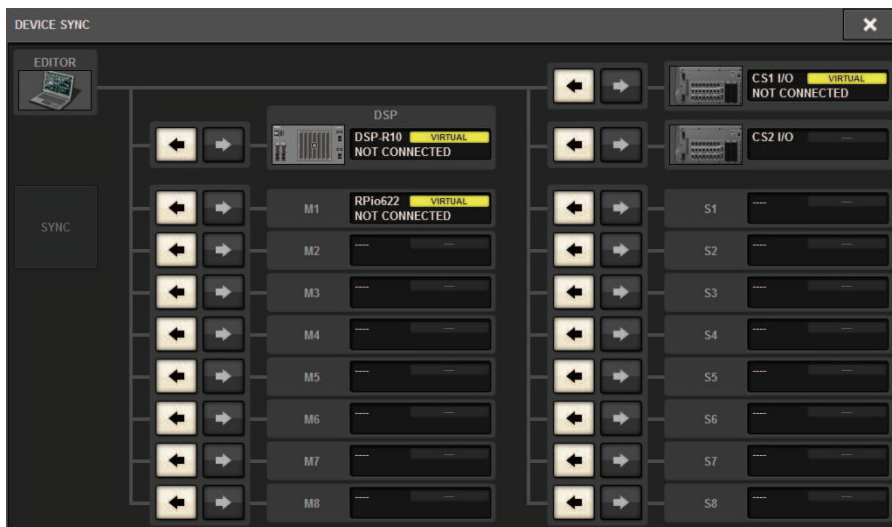 DEVICE SYNC
EDITOR
CS1 I/O VIRTUAL
NOT CONNECTED
DSP
DSP-R10 VIRTUAL
NOT CONNECTED
CS2 I/O ----
SYNC
M1 RPio622 VIRTUAL
NOT CONNECTED
S1 ---- ----
M2 ---- ----
S2 ---- ----
M3 ---- ----
S3 ---- ----
M4 ---- ----
S4 ---- ----
M5 ---- ----
S5 ---- ----
M6 ---- ----
S6 ---- ----
M7 ---- ----
S7 ---- ----
M8 ---- ----
S8 ---- ----